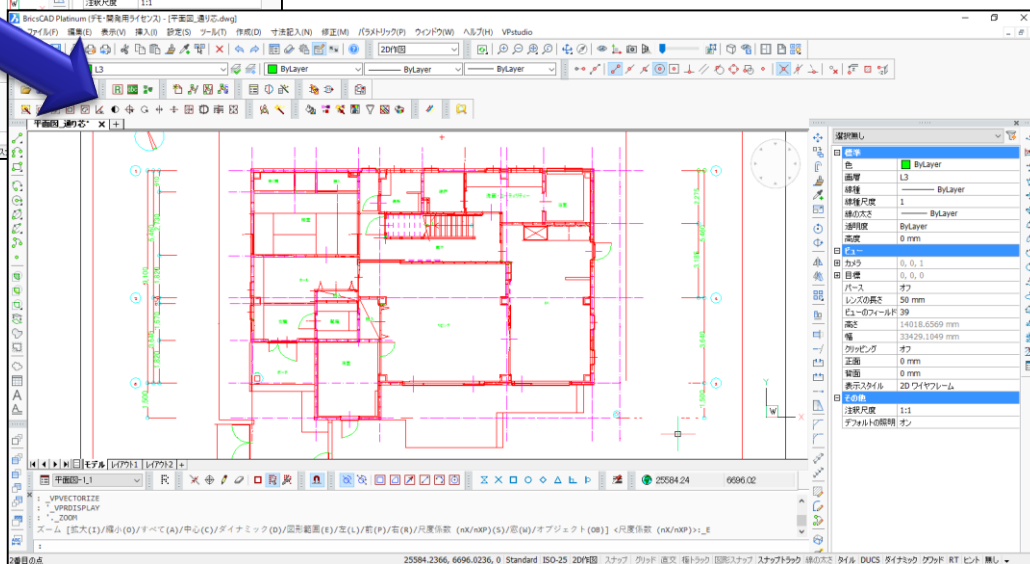 注釈尺度 1:1
BricsCAD Platinum (デモ・開発用ライセンス) - [平面図_通り芯.dwg]
ファイル(F) 編集(E) 表示(V) 挿入(I) 設定(S) ツール(T) 作成(D) 寸法記入(N) 修正(M) パラメトリック(P) ウィンドウ(W) ヘルプ(H) VPstudio
2D作図
L3 ByLayer ByLayer ByLayer
平面図_通り芯*
選択無し
標準
色 ByLayer
画層 L3
線種 ByLayer
線種尺度 1
線の太さ ByLayer
透明度 ByLayer
高度 0 mm
ビュー
カメラ 0, 0, 1
目標 0, 0, 0
パース オフ
レンズの長さ 50 mm
ビューのフィールド 39
高さ 14018.6569 mm
幅 33429.1049 mm
クリッピング オフ
正面 0 mm
背面 0 mm
表示スタイル 2D ワイヤフレーム
その他
注釈尺度 1:1
デフォルトの照明 オン
Y
W
X
モデル レイアウト1 レイアウト2
平面図-1_1 25584.24 6696.02
: _VPVECTORIZE
: '_VPRDISPLAY
: '._ZOOM
ズーム [拡大(I)/縮小(O)/すべて(A)/中心(C)/ダイナミック(D)/図形範囲(E)/左(L)/前(P)/右(R)/尺度係数 (nX/nXP)(S)/窓(W)/オブジェクト(OB)] <尺度係数 (nX/nXP)>:_E
:
2番目の点 25584.2366, 6696.0236, 0 Standard ISO-25 2D作図 スナップ グリッド 直交 極トラック 図形スナップ スナップトラック 線の太さ タイル DUCS ダイナミック クワッド RT ヒント 無し